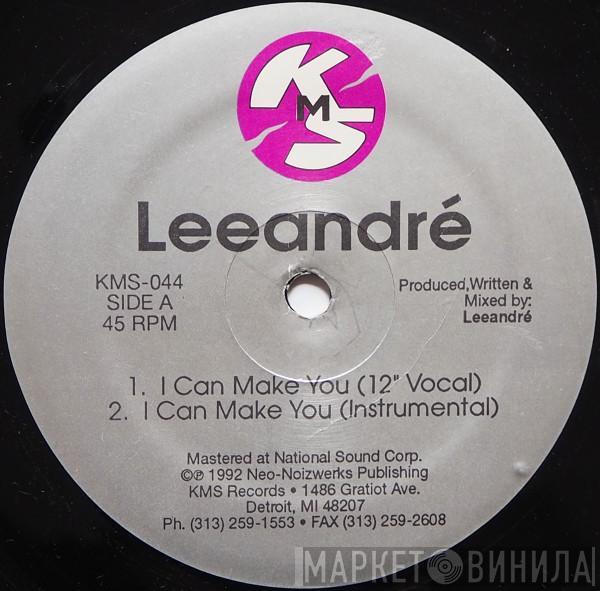 KMS
Leeandré
KMS-044
SIDE A
45 RPM
Produced,Written &
Mixed by:
Leeandré
1. I Can Make You (12" Vocal)
2. I Can Make You (Instrumental)
Mastered at National Sound Corp.
©℗ 1992 Neo-Noizwerks Publishing
KMS Records • 1486 Gratiot Ave.
Detroit, MI 48207
Ph. (313) 259-1553 • FAX (313) 259-2608
МАРКЕТ ВИНИЛА